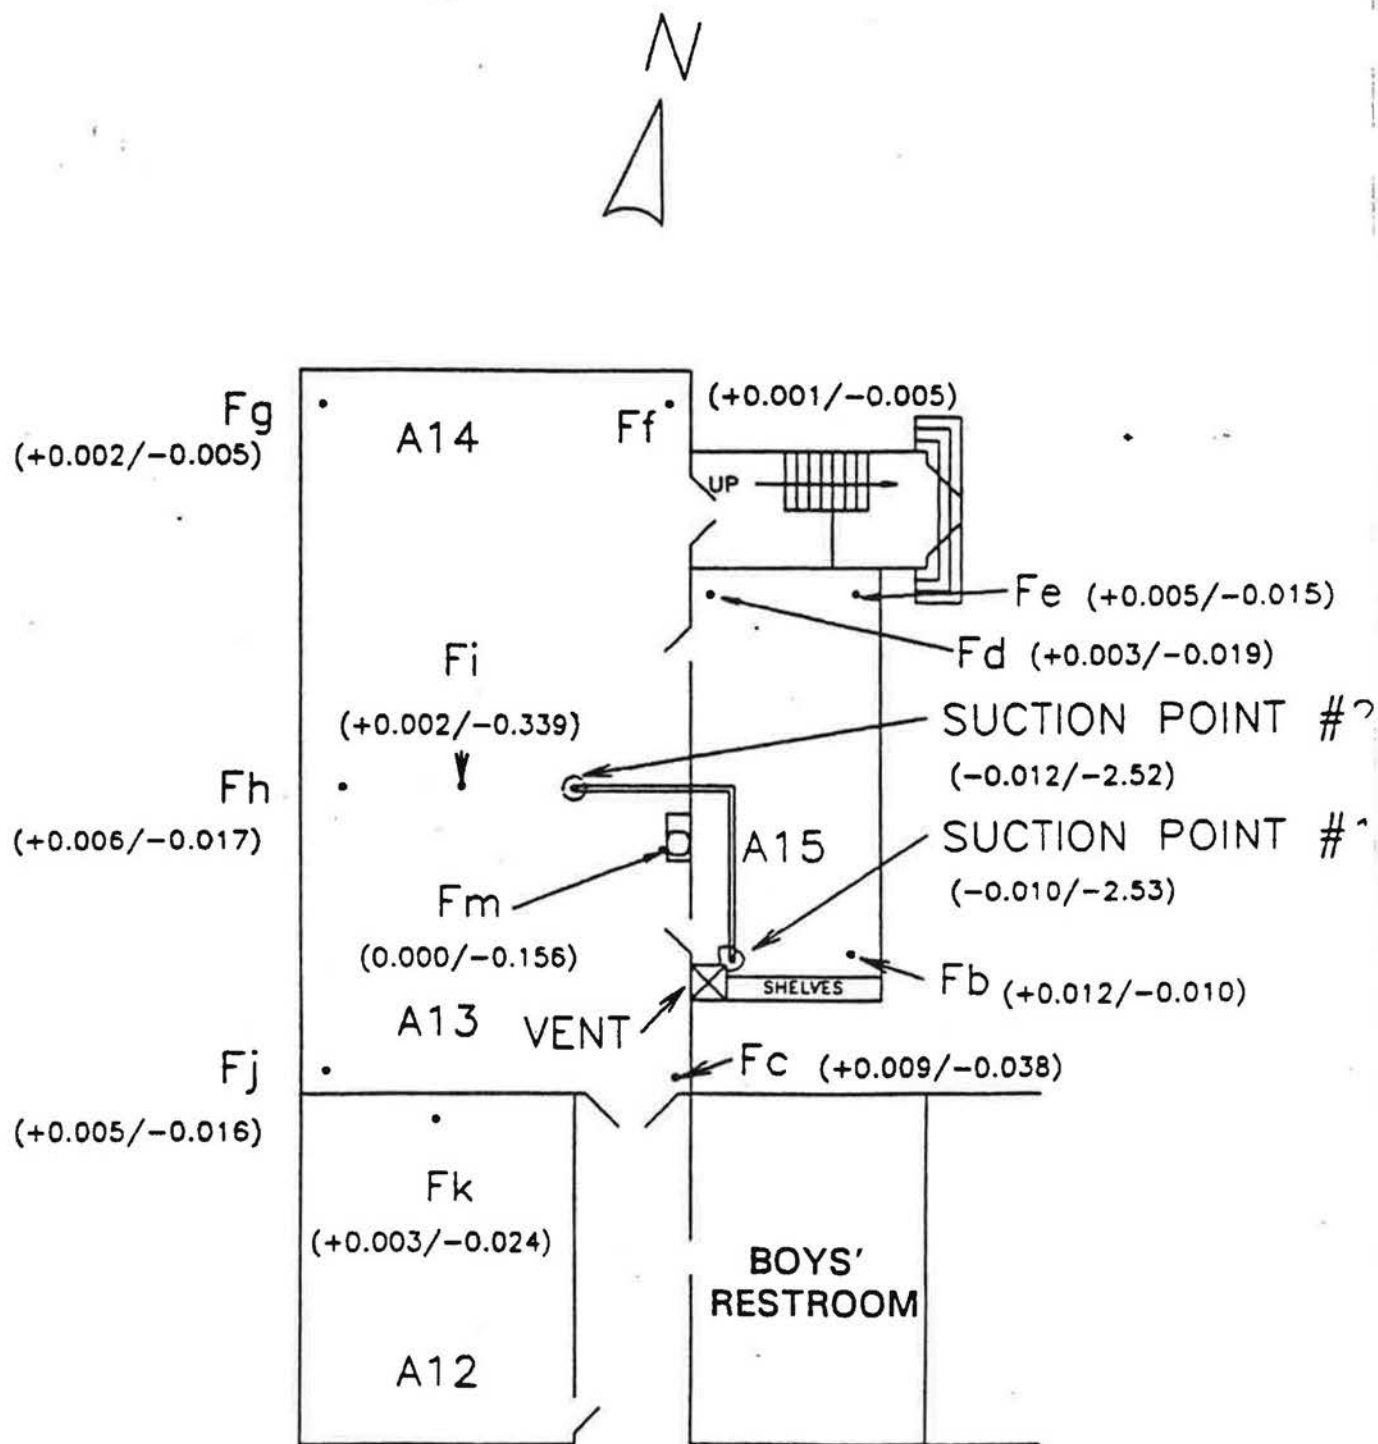 N
Fg
(+0.002/-0.005)
A14
Ff
(+0.001/-0.005)
UP
Fe (+0.005/-0.015)
Fd (+0.003/-0.019)
Fi
(+0.002/-0.339)
SUCTION POINT #
(-0.012/-2.52)
Fh
(+0.006/-0.017)
SUCTION POINT #
(-0.010/-2.53)
A15
Fm
(0.000/-0.156)
Fb (+0.012/-0.010)
SHELVES
A13
VENT
Fj
(+0.005/-0.016)
Fc (+0.009/-0.038)
Fk
(+0.003/-0.024)
BOYS'
RESTROOM
A12